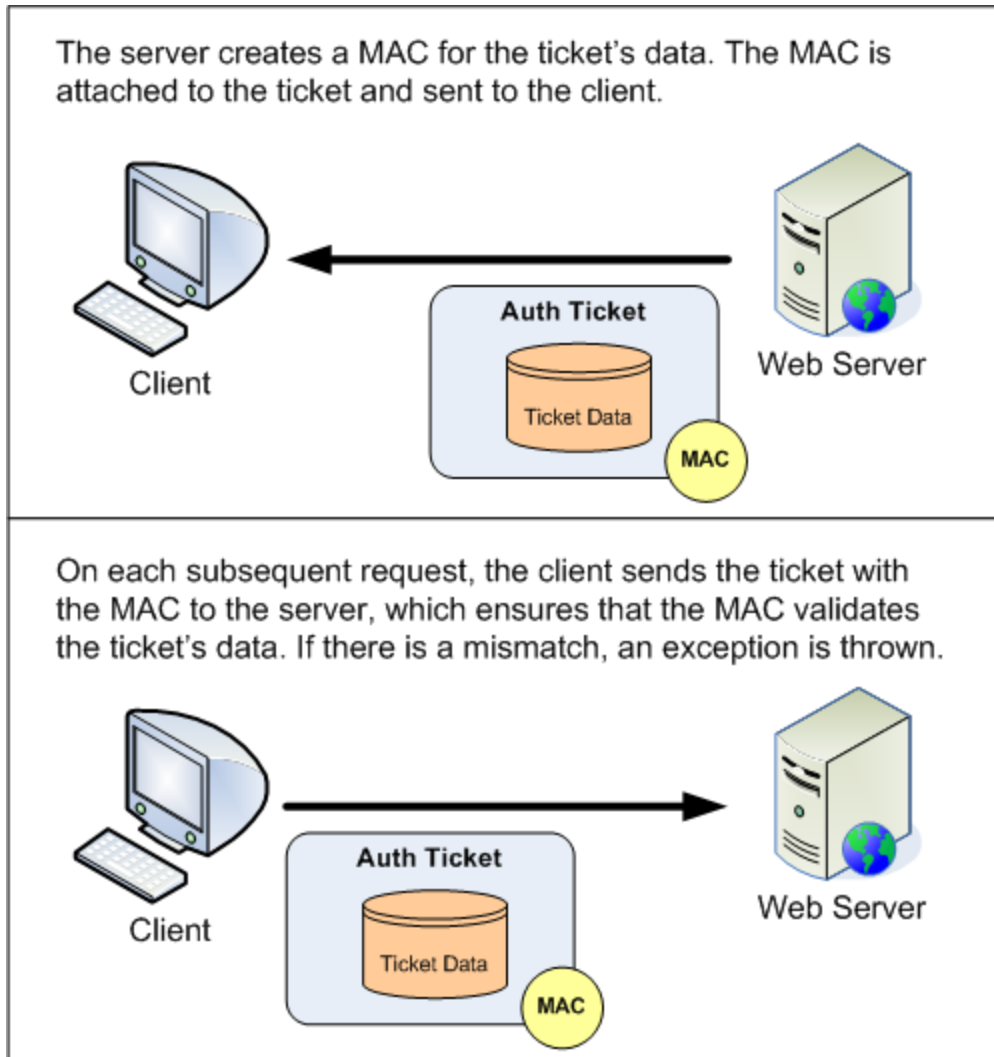 The server creates a MAC for the ticket's data. The MAC is
attached to the ticket and sent to the client.
Auth Ticket
Ticket Data
MAC
Client
Web Server
On each subsequent request, the client sends the ticket with
the MAC to the server, which ensures that the MAC validates
the ticket's data. If there is a mismatch, an exception is thrown.
Auth Ticket
Ticket Data
MAC
Client
Web Server